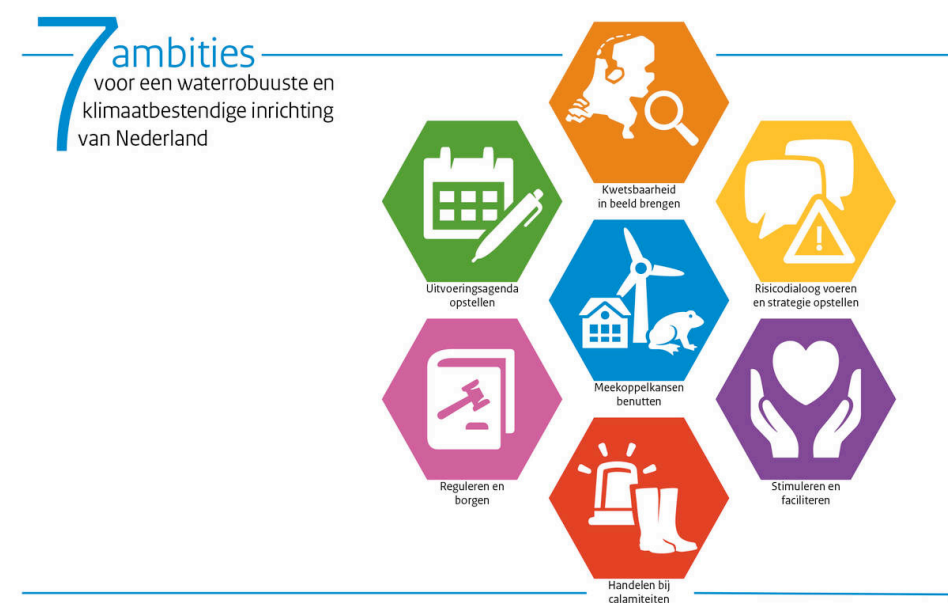 7 ambities
voor een waterrobuuste en
klimaatbestendige inrichting
van Nederland
Kwetsbaarheid
in beeld brengen
Uitvoeringsagenda
opstellen
Risicodialoog voeren
en strategie opstellen
Meekoppelkansen
benutten
Reguleren en
borgen
Stimuleren en
faciliteren
Handelen bij
calamiteiten